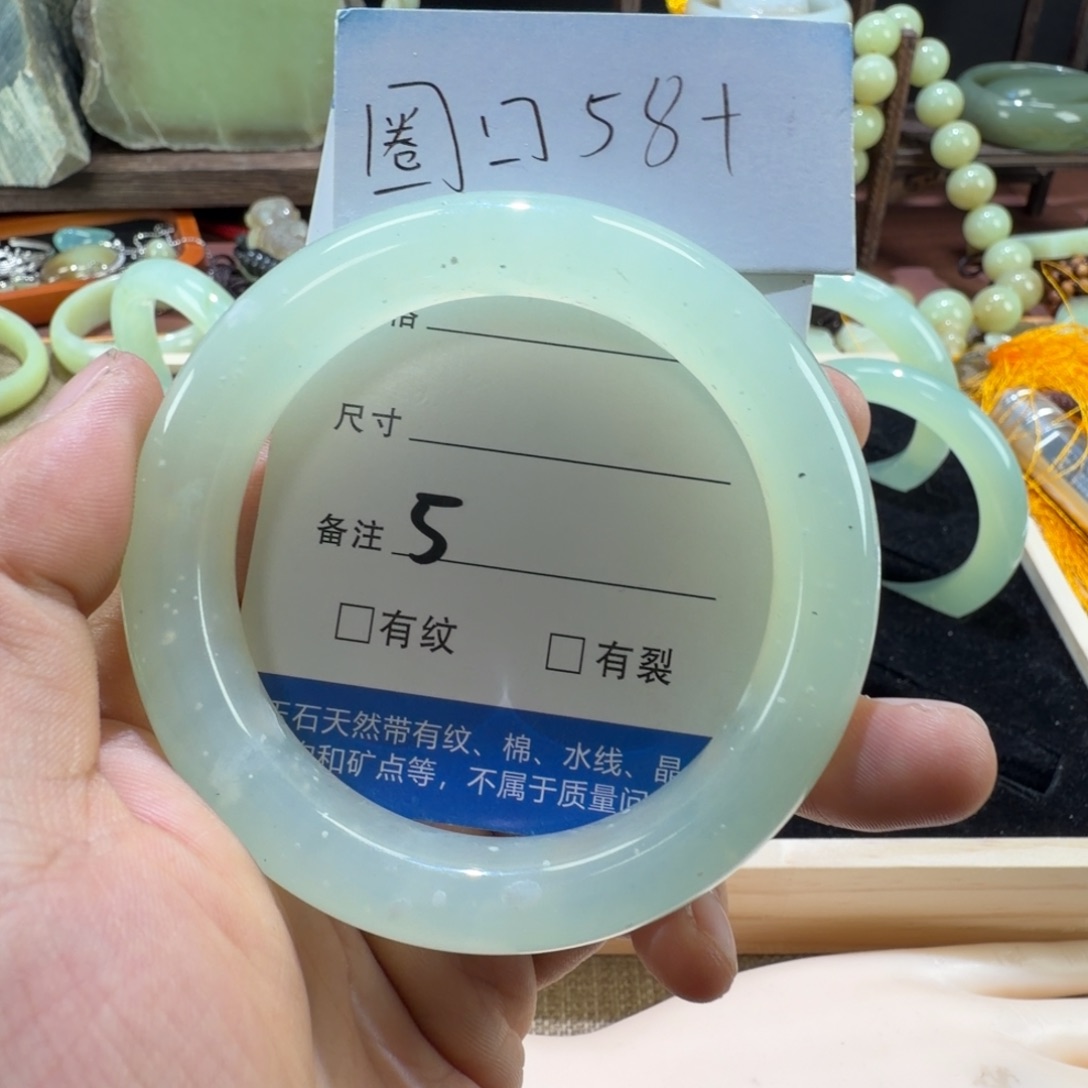 圈口58+
尺寸
备注 5
□有纹 □有裂
石天然带有纹、棉、水线、晶
和矿点等，不属于质量问